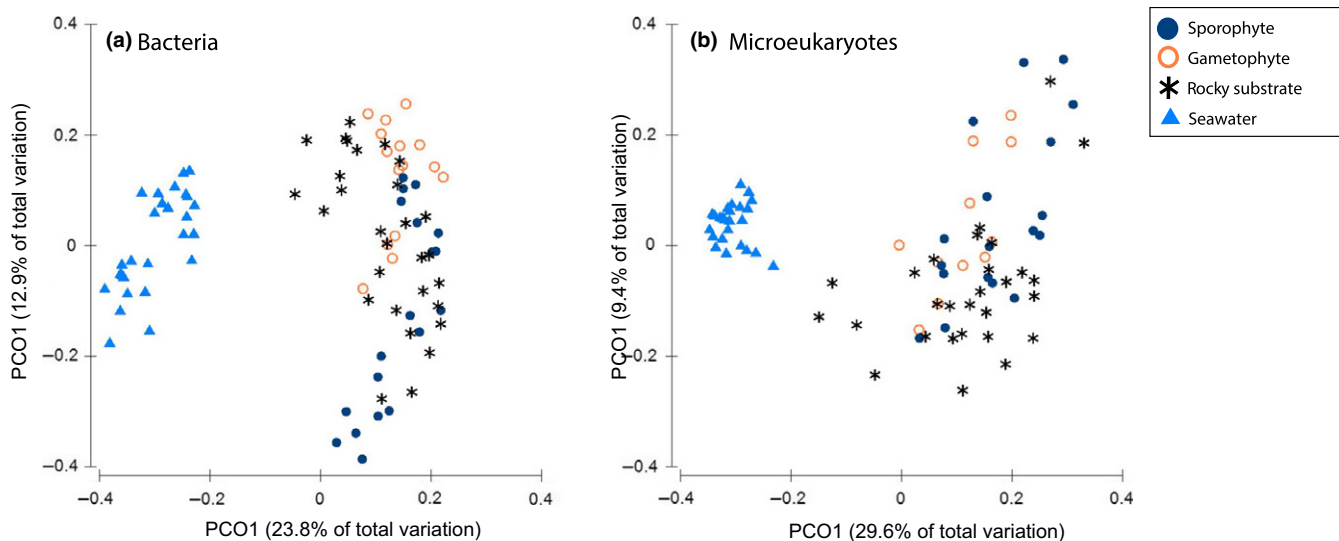 (a) Bacteria
0.4
0.2
0
−0.2
−0.4
PCO1 (12.9% of total variation)
−0.4 −0.2 0 0.2 0.4
PCO1 (23.8% of total variation)
(b) Microeukaryotes
0.4
0.2
0
−0.2
−0.4
PCO1 (9.4% of total variation)
−0.4 −0.2 0 0.2 0.4
PCO1 (29.6% of total variation)
Sporophyte
Gametophyte
Rocky substrate
Seawater